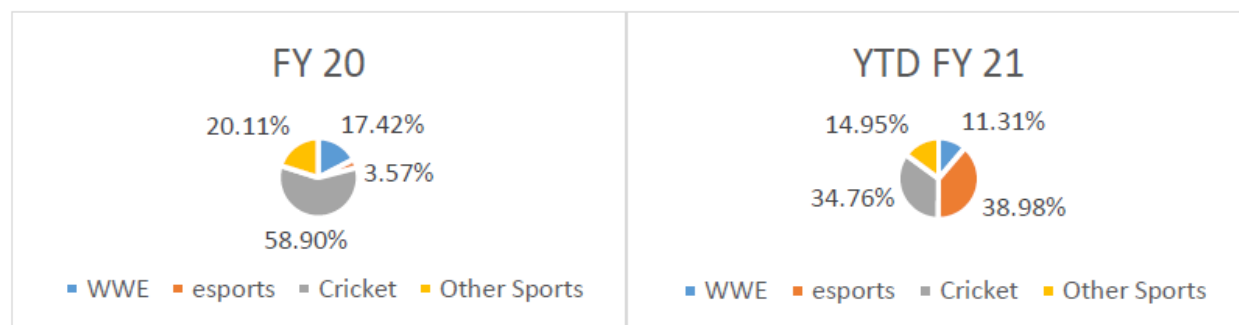 FY 20
20.11% 17.42%
3.57%
58.90%
WWE esports Cricket Other Sports
YTD FY 21
14.95% 11.31%
34.76% 38.98%
WWE esports Cricket Other Sports